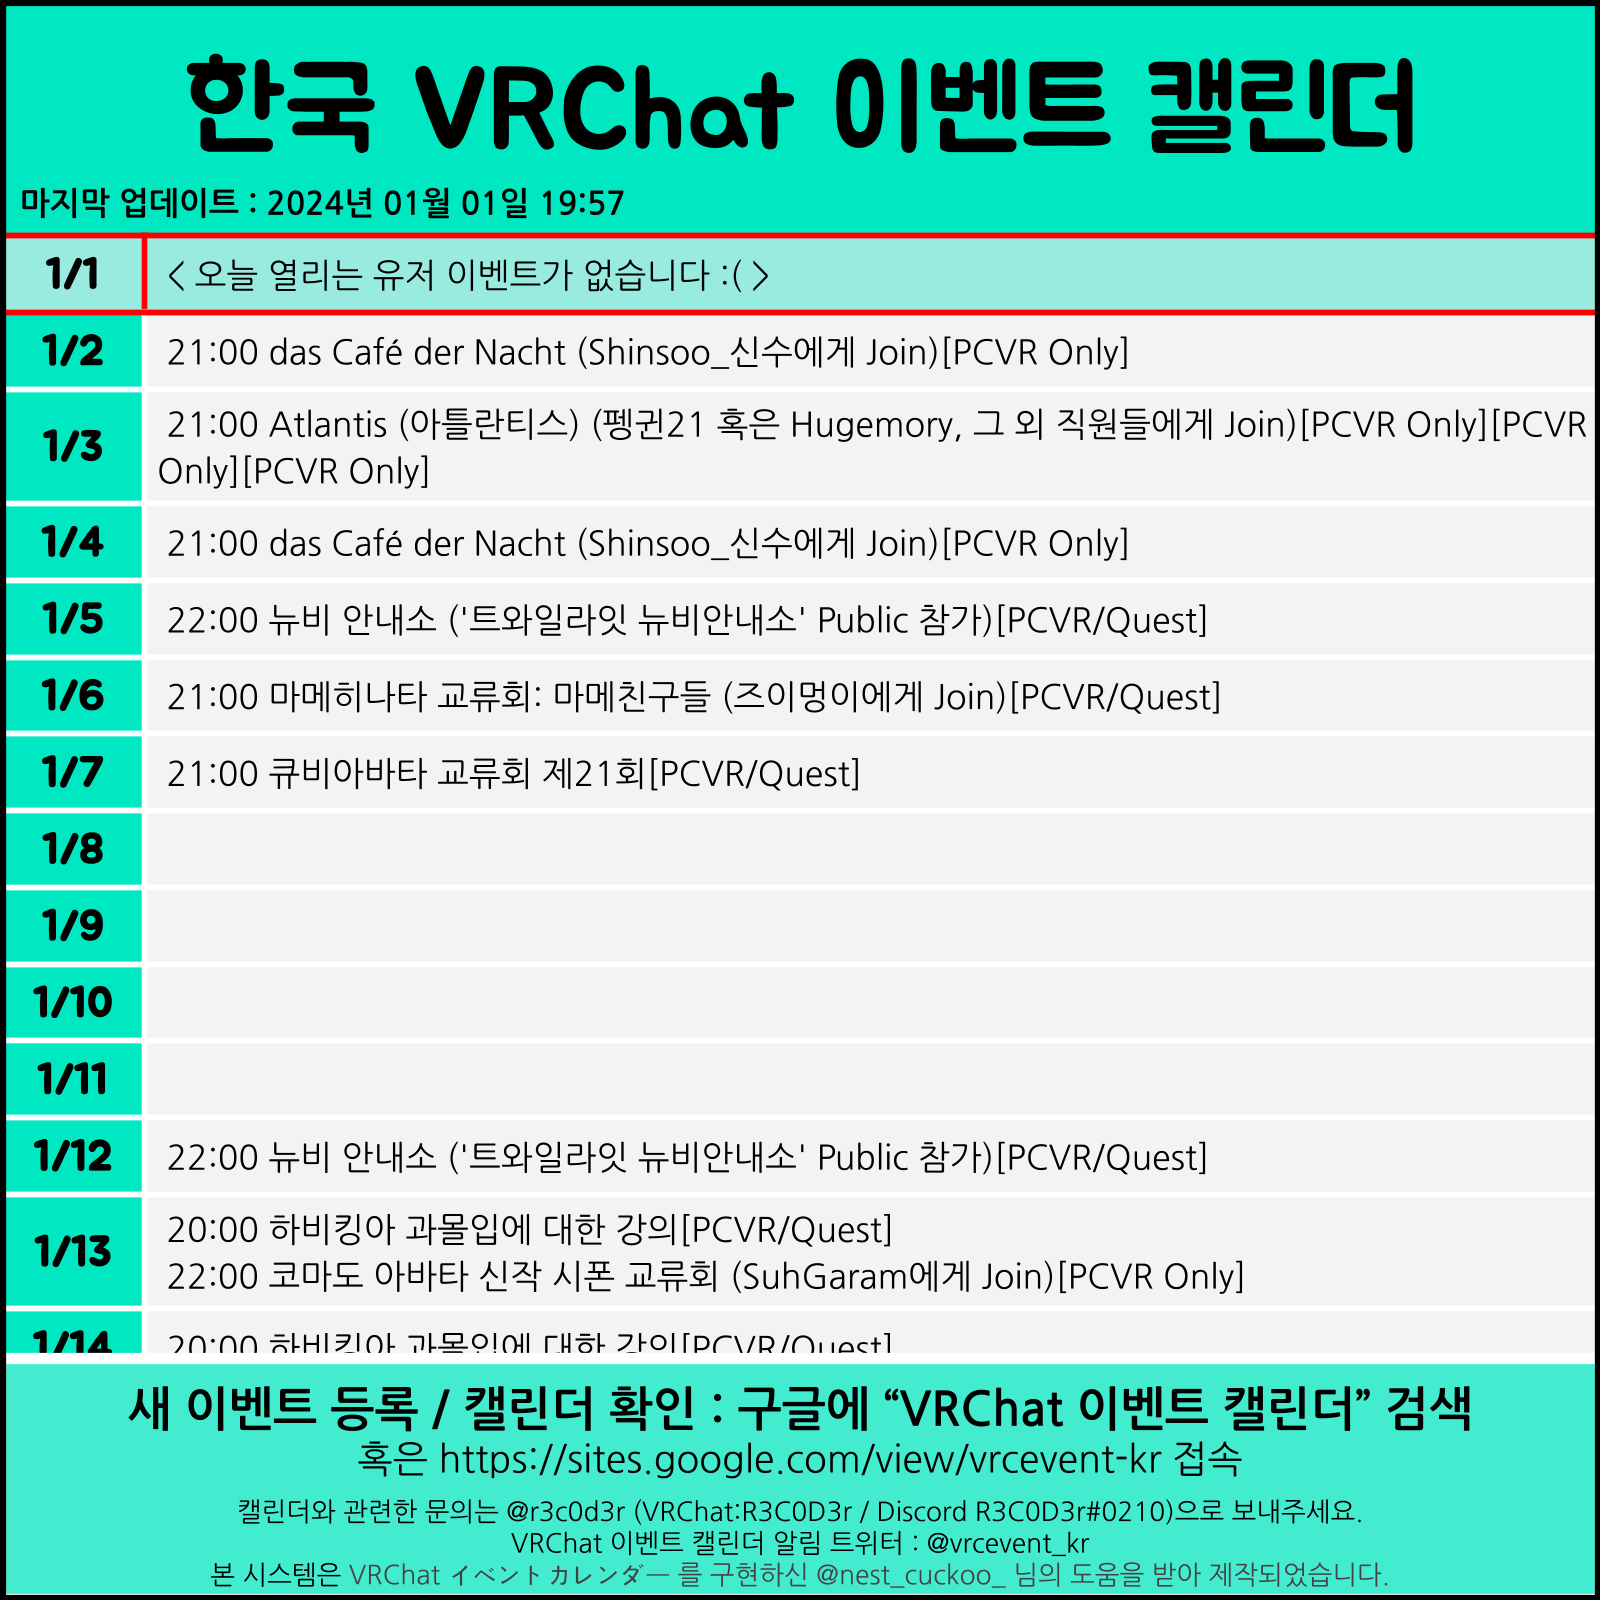 한국 VRChat 이벤트 캘린더
마지막 업데이트 : 2024년 01월 01일 19:57
1/1 < 오늘 열리는 유저 이벤트가 없습니다 :( >
1/2 21:00 das Café der Nacht (Shinsoo_신수에게 Join)[PCVR Only]
1/3 21:00 Atlantis (아틀란티스) (펭귄21 혹은 Hugemory, 그 외 직원들에게 Join)[PCVR Only][PCVR
Only][PCVR Only]
1/4 21:00 das Café der Nacht (Shinsoo_신수에게 Join)[PCVR Only]
1/5 22:00 뉴비 안내소 ('트와일라잇 뉴비안내소' Public 참가)[PCVR/Quest]
1/6 21:00 마메히나타 교류회: 마메친구들 (즈이멍이에게 Join)[PCVR/Quest]
1/7 21:00 큐비아바타 교류회 제21회[PCVR/Quest]
1/8
1/9
1/10
1/11
1/12 22:00 뉴비 안내소 ('트와일라잇 뉴비안내소' Public 참가)[PCVR/Quest]
1/13 20:00 하비킹아 과몰입에 대한 강의[PCVR/Quest]
22:00 코마도 아바타 신작 시폰 교류회 (SuhGaram에게 Join)[PCVR Only]
1/14 20:00 하비킹아 과몰입에 대한 강의[PCVR/Quest]
새 이벤트 등록 / 캘린더 확인 : 구글에 “VRChat 이벤트 캘린더” 검색
혹은 https://sites.google.com/view/vrcevent-kr 접속
캘린더와 관련한 문의는 @r3c0d3r (VRChat:R3C0D3r / Discord R3C0D3r#0210)으로 보내주세요.
VRChat 이벤트 캘린더 알림 트위터 : @vrcevent_kr
본 시스템은 VRChat イベントカレンダー 를 구현하신 @nest_cuckoo_ 님의 도움을 받아 제작되었습니다.